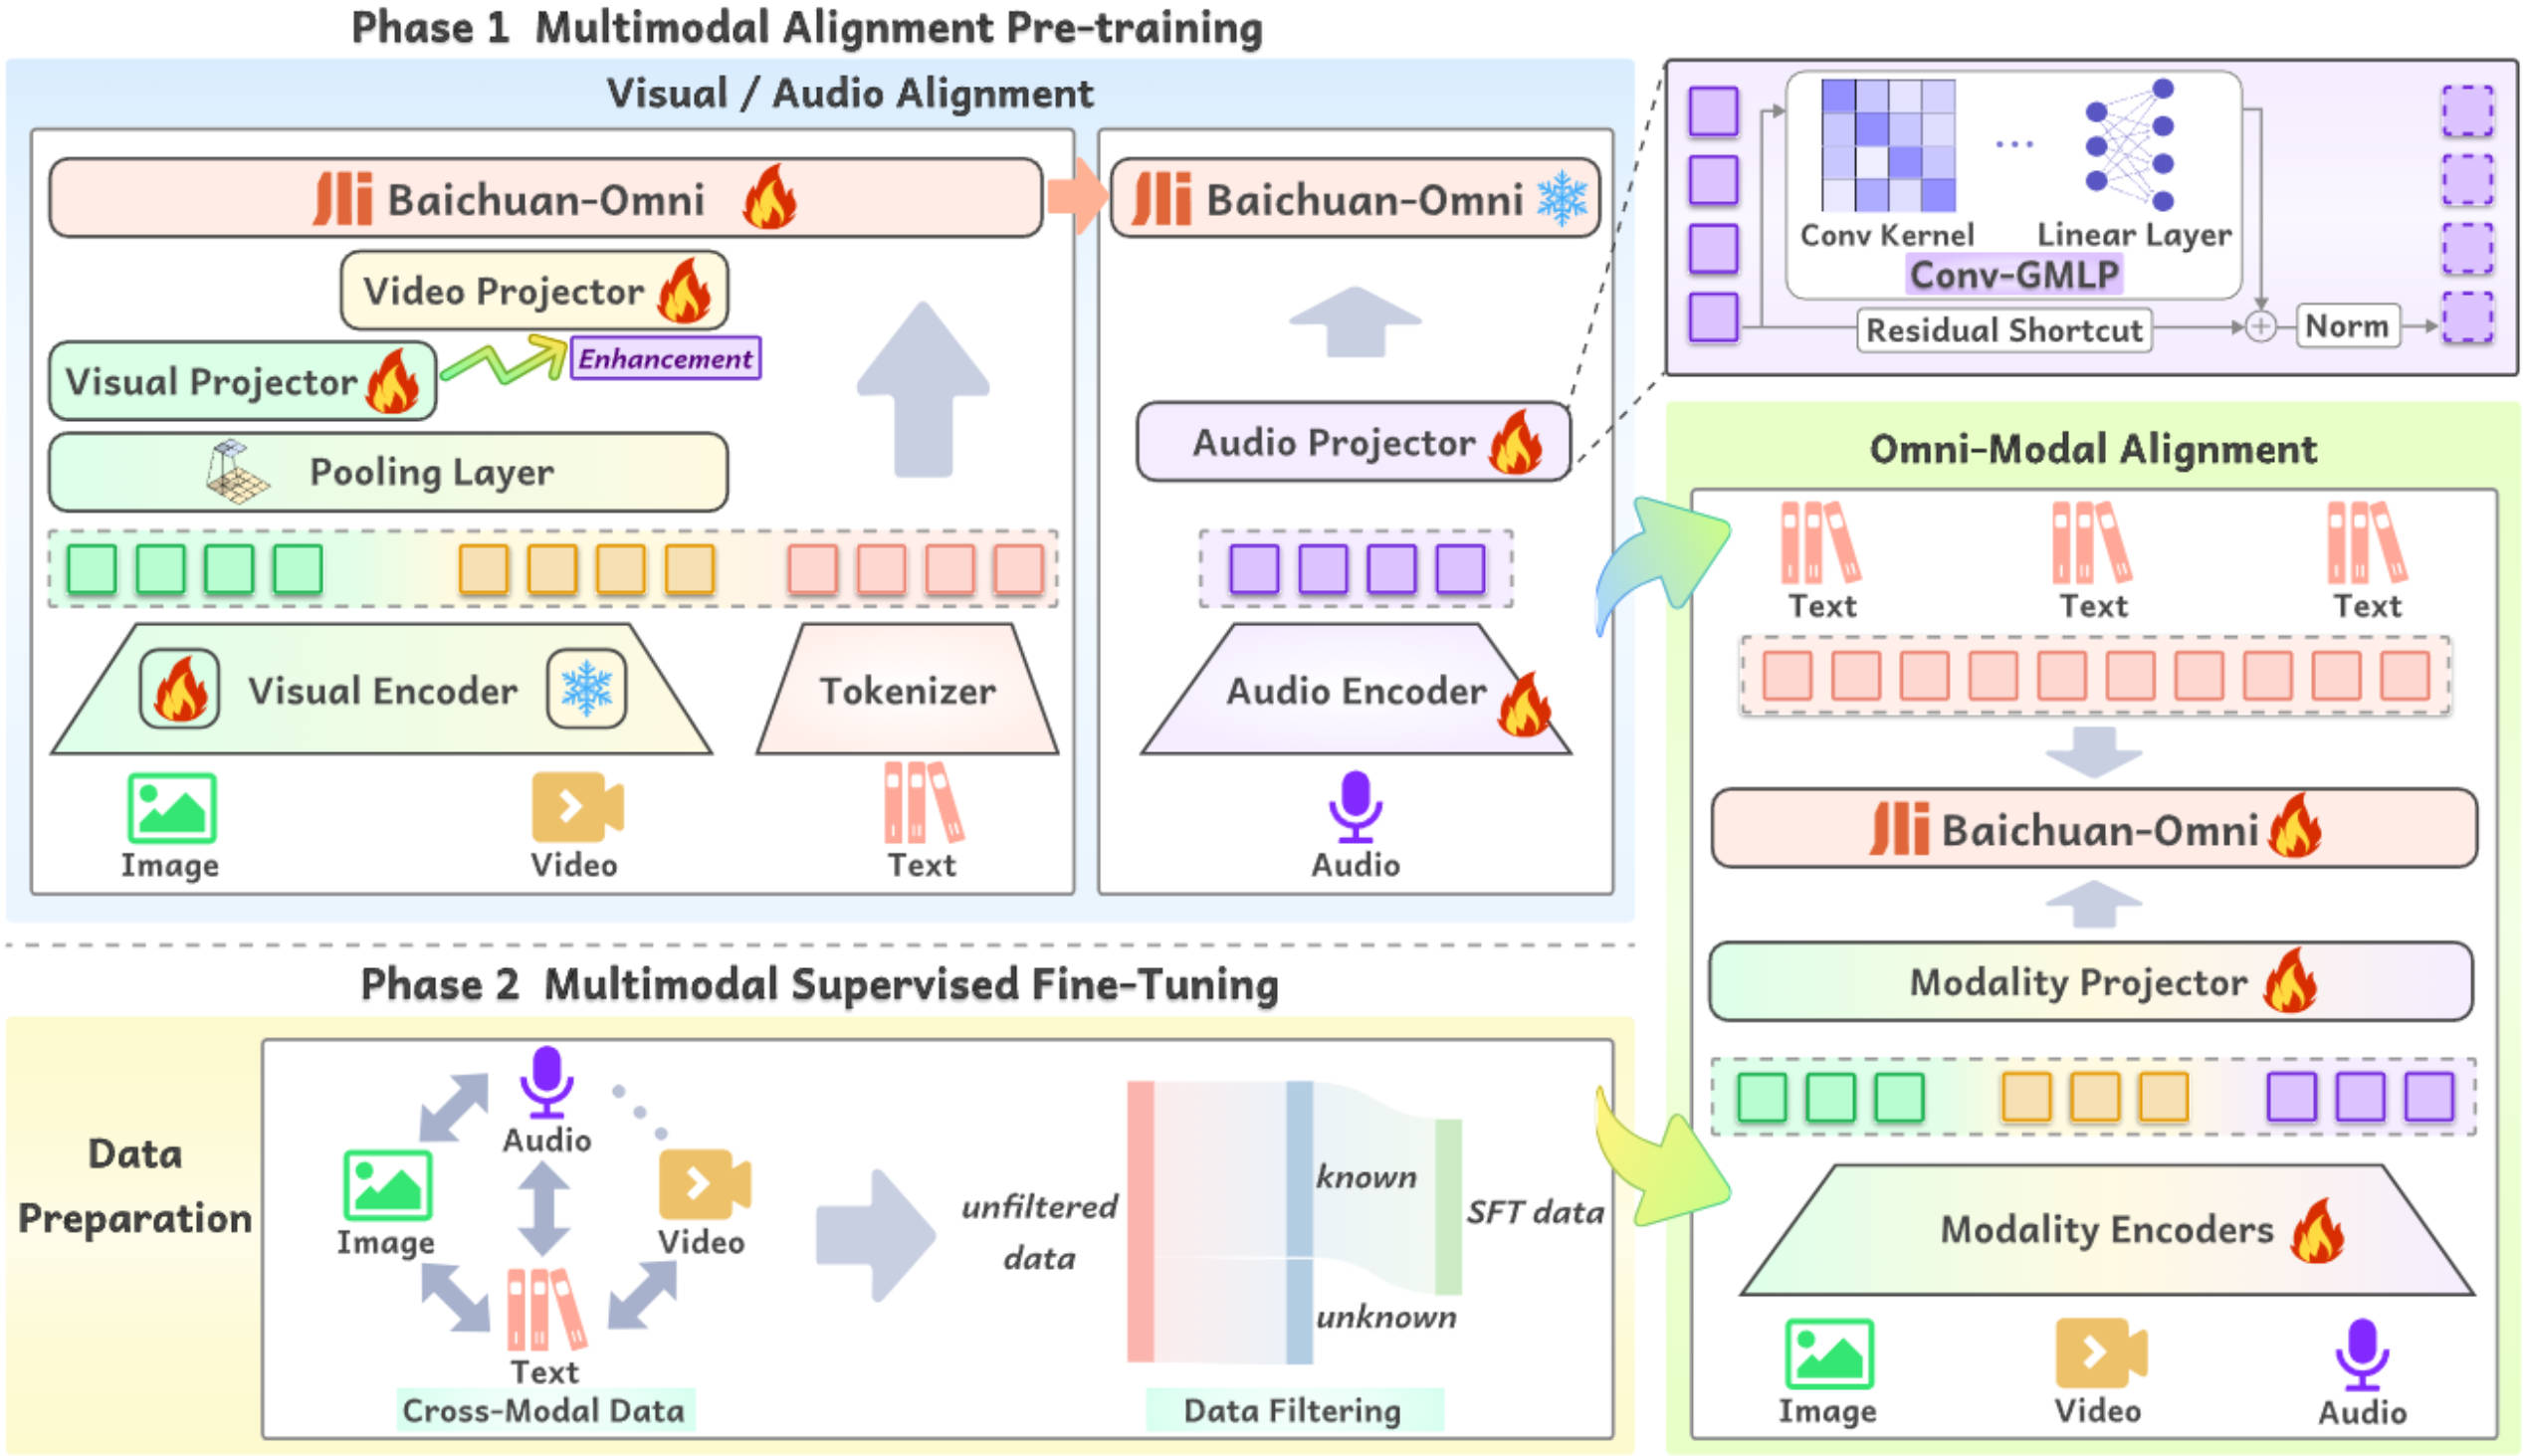 Phase 1 Multimodal Alignment Pre-training
Visual / Audio Alignment
Baichuan-Omni
Video Projector
Visual Projector
Enhancement
Pooling Layer
Visual Encoder
Tokenizer
Image
Video
Text
Baichuan-Omni
Audio Projector
Audio Encoder
Audio
Conv Kernel
...
Linear Layer
Conv-GMLP
Residual Shortcut
+
Norm
Omni-Modal Alignment
Text
Text
Text
Baichuan-Omni
Modality Projector
Modality Encoders
Image
Video
Audio
Phase 2 Multimodal Supervised Fine-Tuning
Data
Preparation
Audio
Image
Video
Text
Cross-Modal Data
unfiltered
data
known
unknown
SFT data
Data Filtering